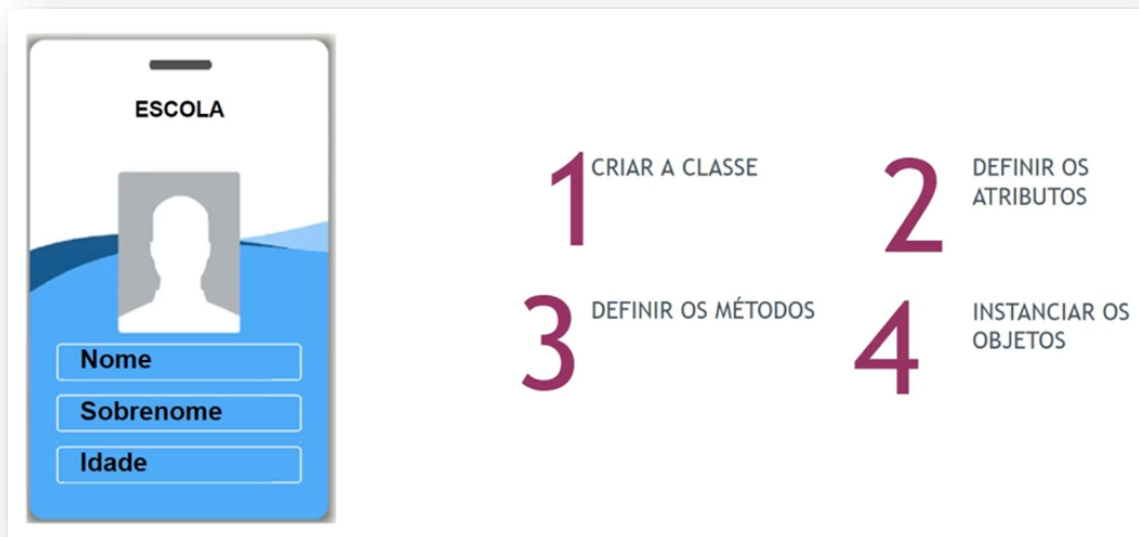 ESCOLA
Nome
Sobrenome
Idade
1
CRIAR A CLASSE
2
DEFINIR OS
ATRIBUTOS
3
DEFINIR OS MÉTODOS
4
INSTANCIAR OS
OBJETOS